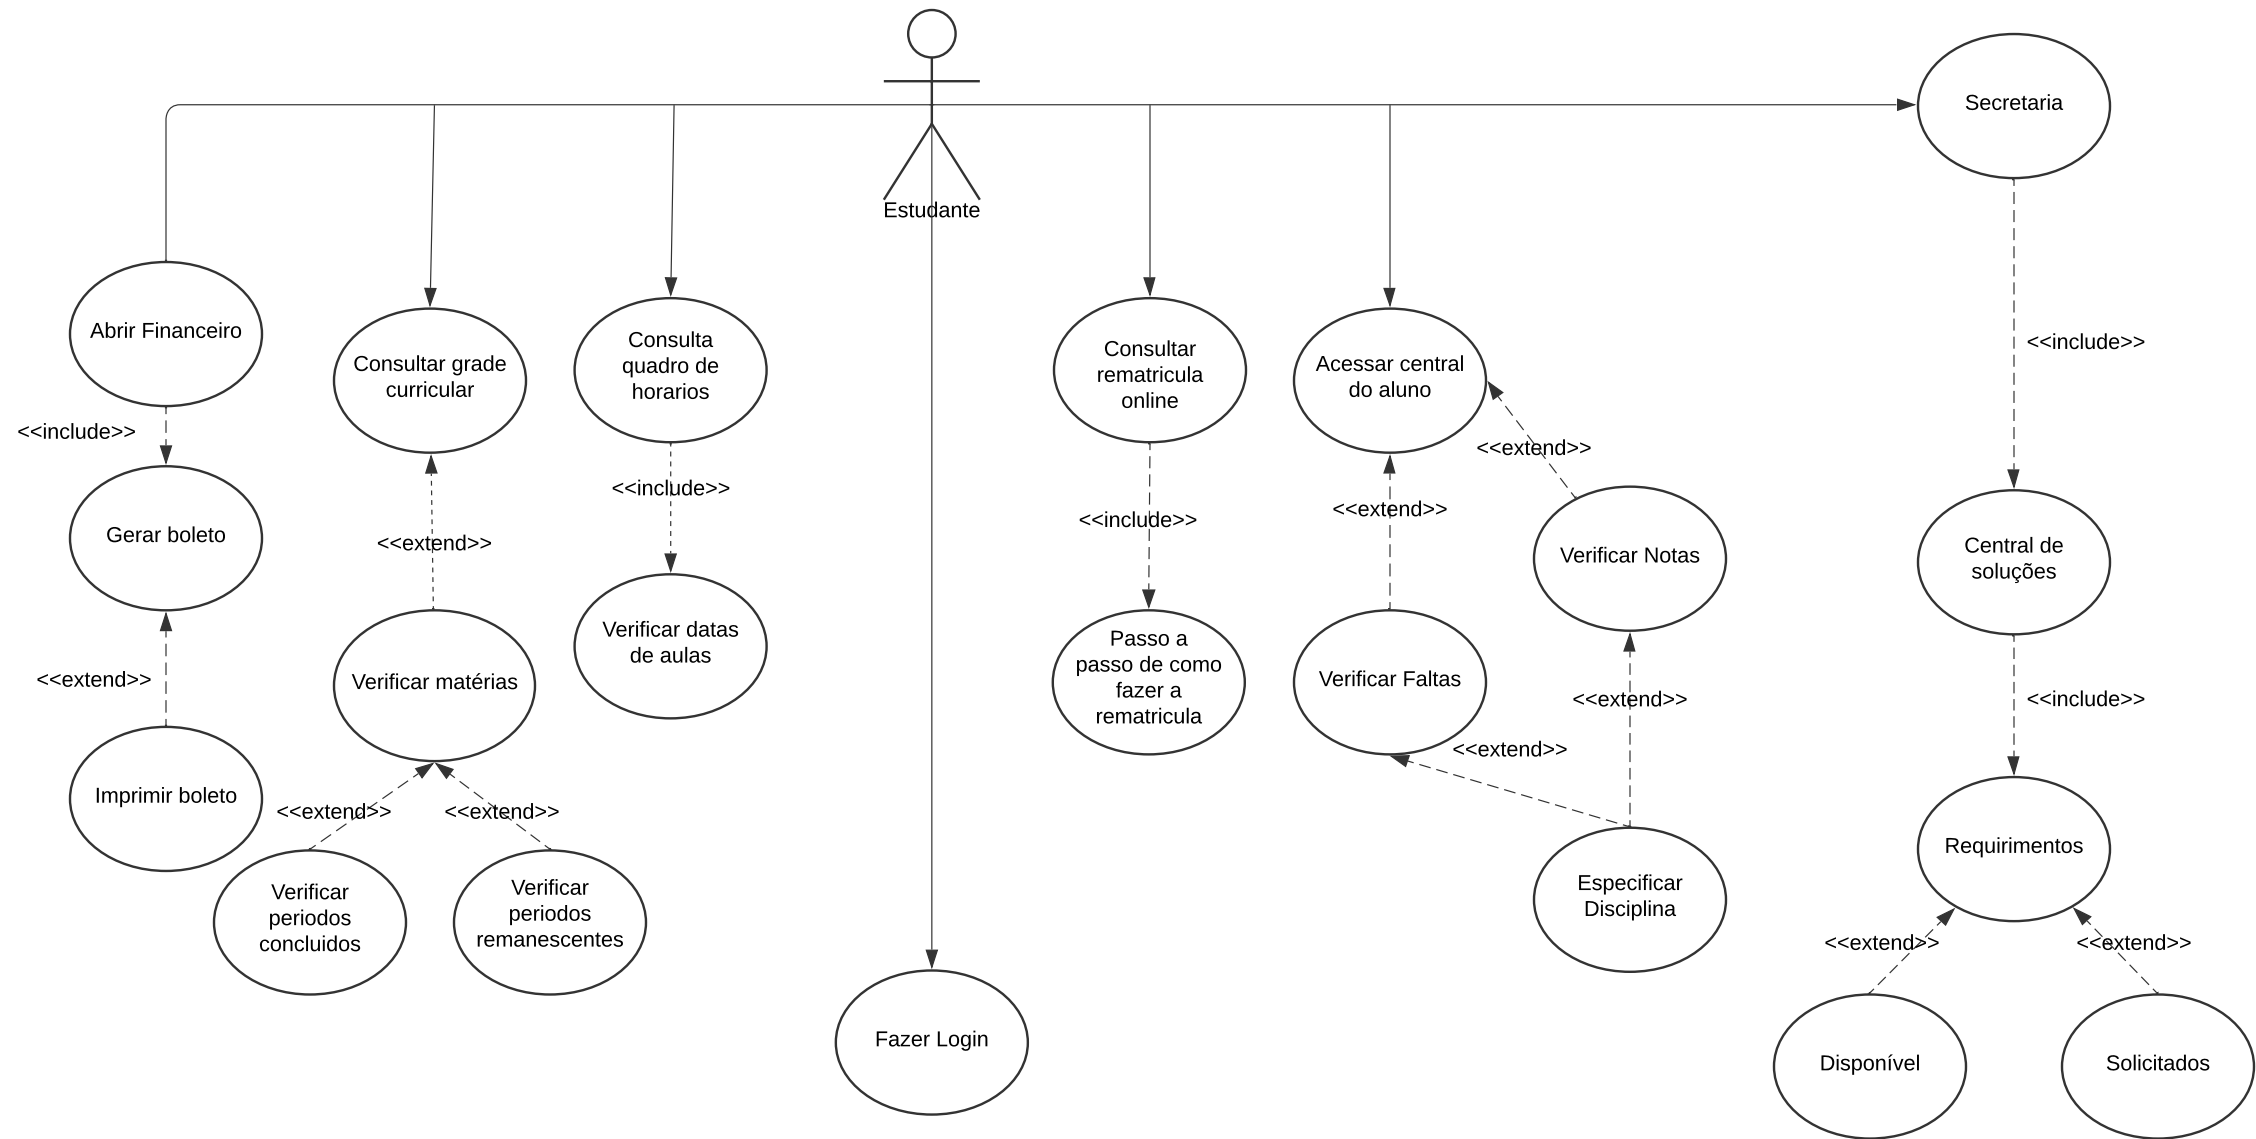 Estudante
Secretaria
Abrir Financeiro
<<include>>
Gerar boleto
<<extend>>
Imprimir boleto
Consultar grade
curricular
<<extend>>
Verificar matérias
<<extend>>
<<extend>>
Verificar
periodos
concluidos
Verificar
periodos
remanescentes
Consulta
quadro de
horarios
<<include>>
Verificar datas
de aulas
Fazer Login
Consultar
rematricula
online
<<include>>
Passo a
passo de como
fazer a
rematricula
Acessar central
do aluno
<<extend>>
<<extend>>
Verificar Notas
Verificar Faltas
<<extend>>
<<extend>>
Especificar
Disciplina
<<include>>
Central de
soluções
<<include>>
Requirimentos
<<extend>>
<<extend>>
Disponível
Solicitados